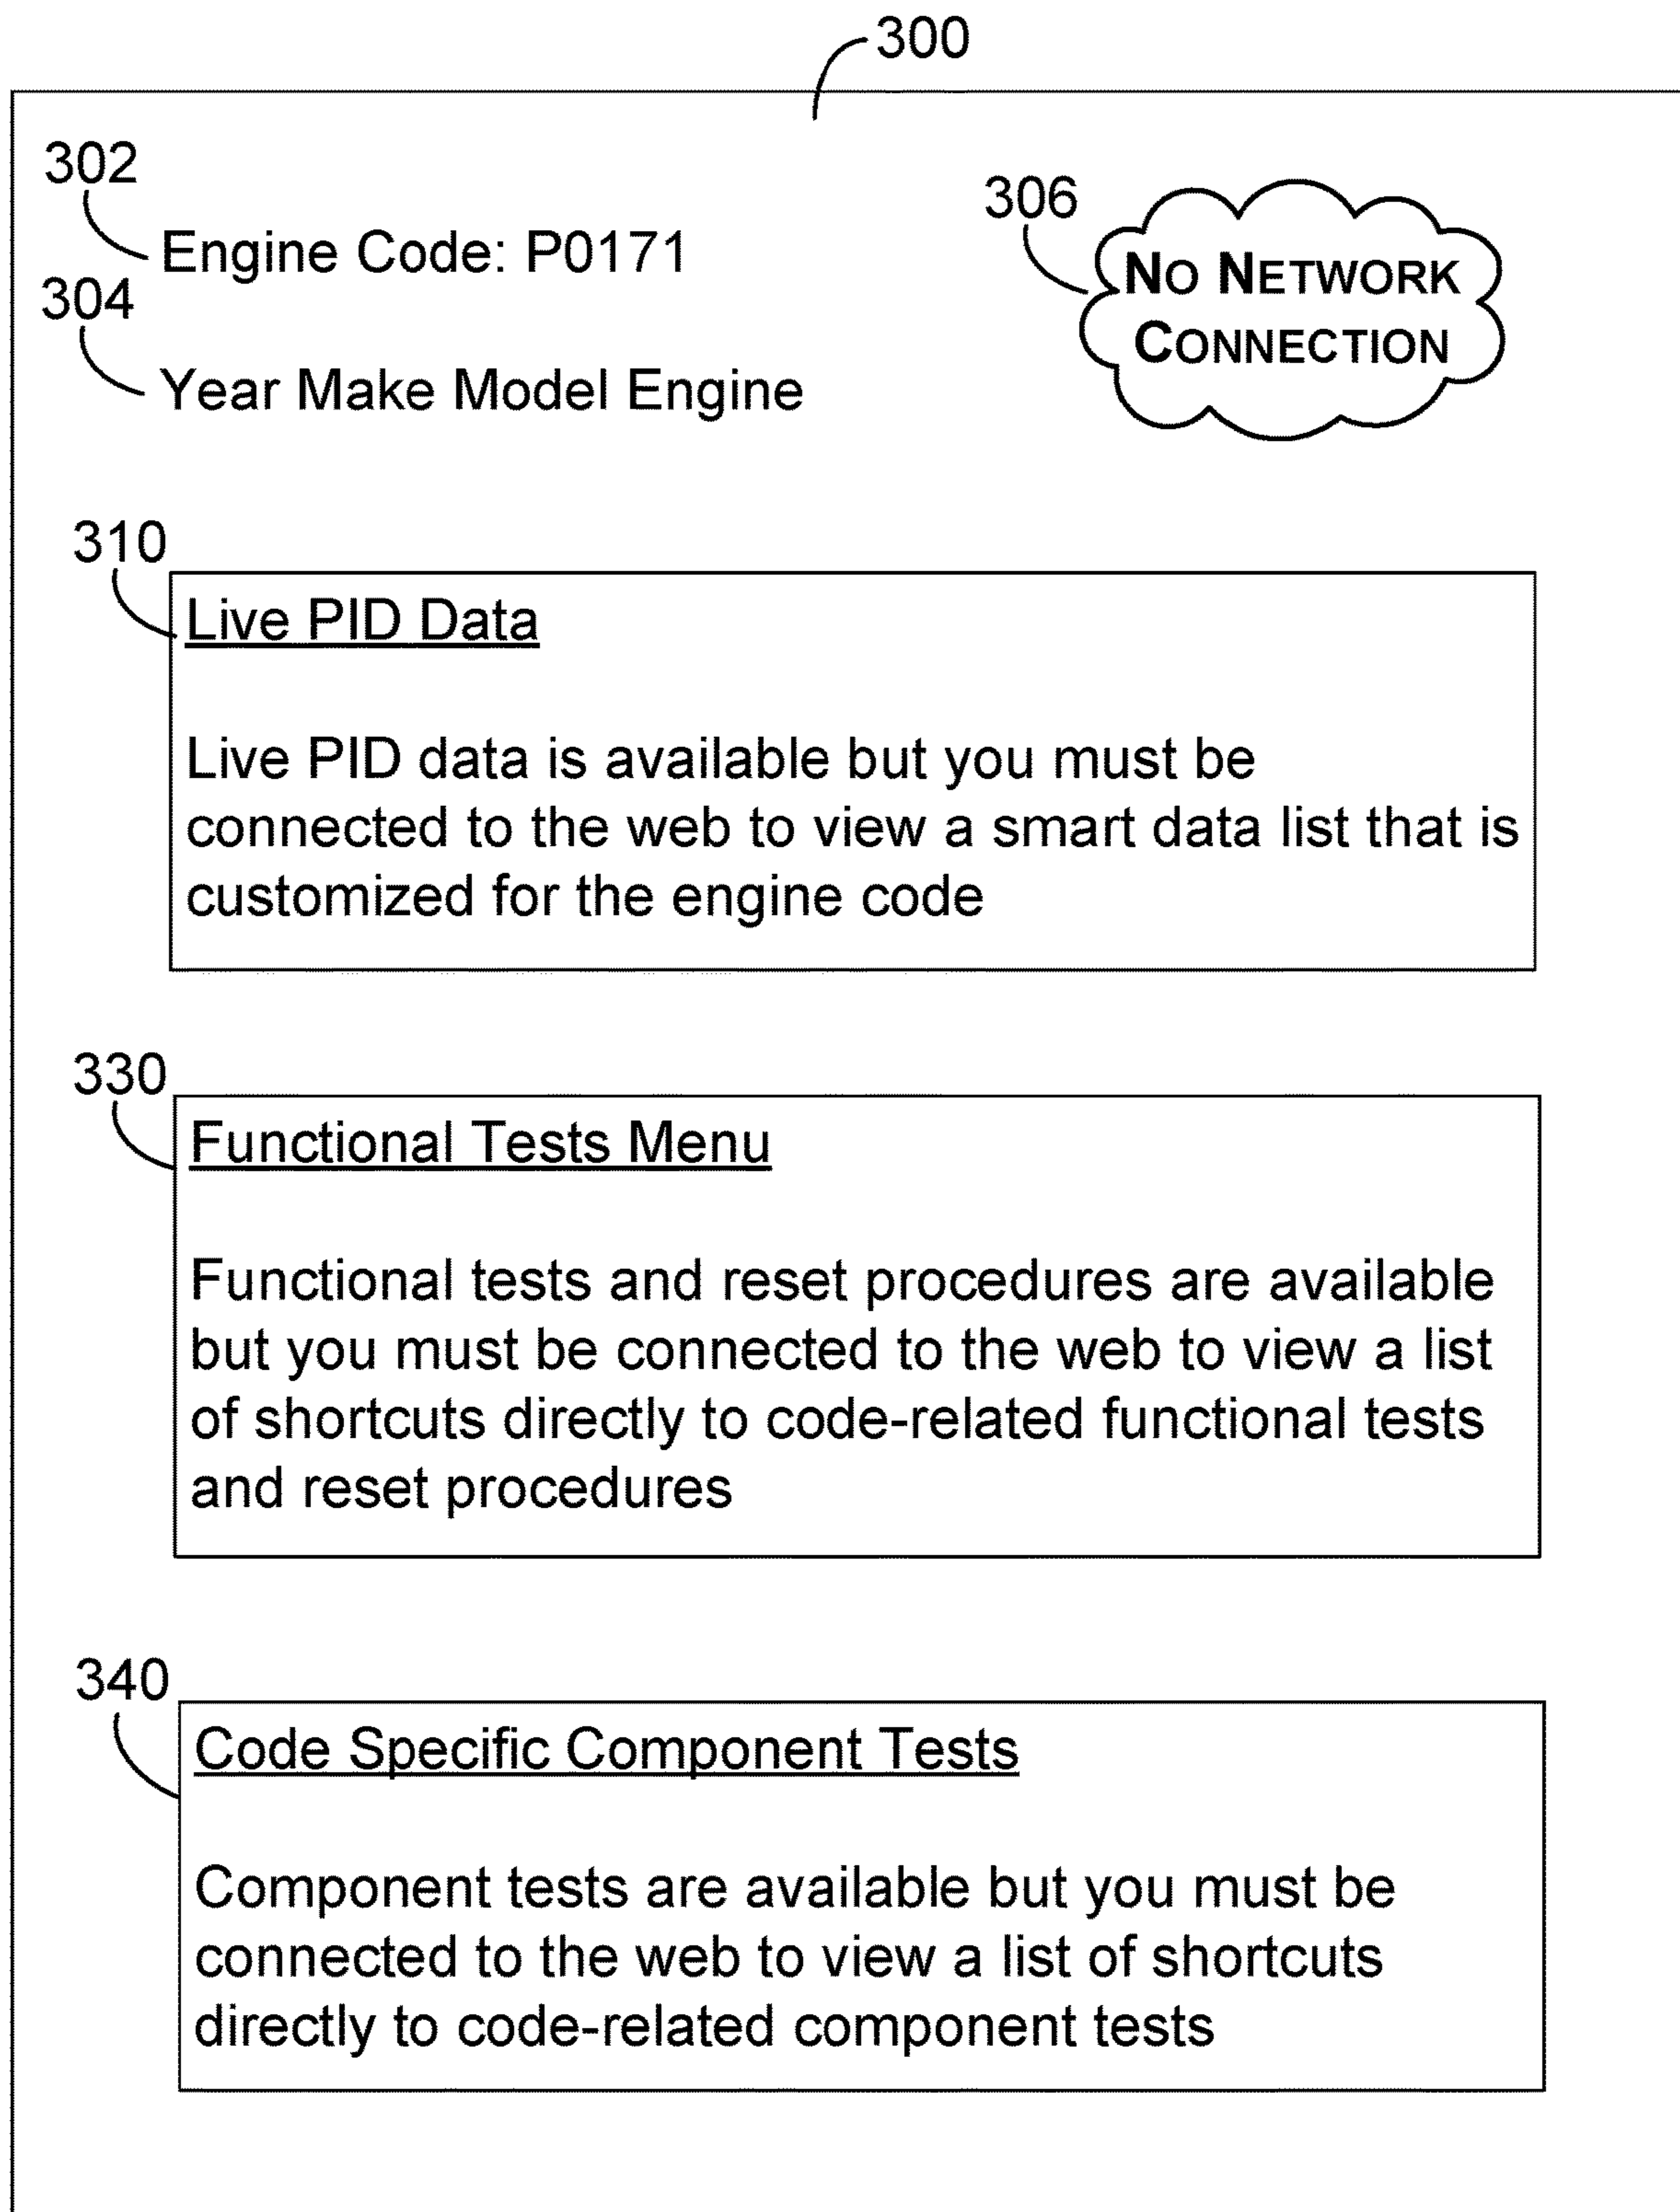 300
302
Engine Code: P0171
304
Year Make Model Engine
306
NO NETWORK
CONNECTION
310
Live PID Data
Live PID data is available but you must be
connected to the web to view a smart data list that is
customized for the engine code
330
Functional Tests Menu
Functional tests and reset procedures are available
but you must be connected to the web to view a list
of shortcuts directly to code-related functional tests
and reset procedures
340
Code Specific Component Tests
Component tests are available but you must be
connected to the web to view a list of shortcuts
directly to code-related component tests